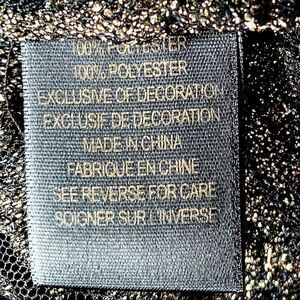 100% POLYESTER
100% POLYESTER
EXCLUSIVE OF DECORATION
EXCLUSIF DE DECORATION
MADE IN CHINA
FABRIQUÉ EN CHINE
SEE REVERSE FOR CARE
SOIGNER SUR L'INVERSE